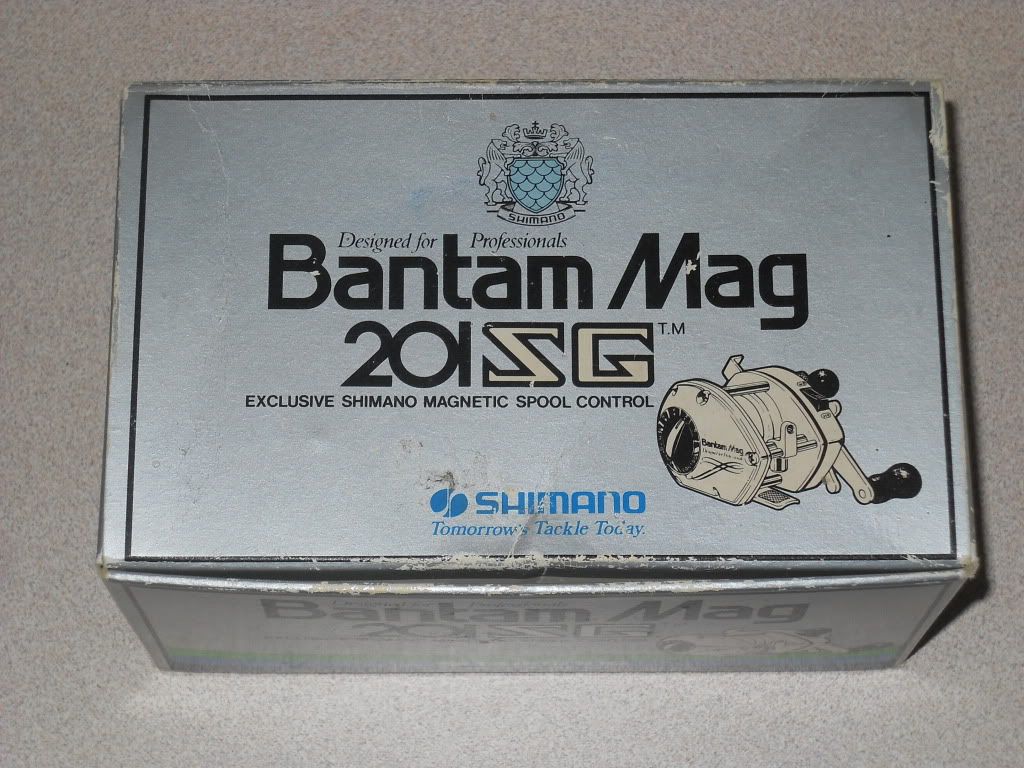 SHIMANO
Designed for Professionals
Bantam Mag
201SG T.M
EXCLUSIVE SHIMANO MAGNETIC SPOOL CONTROL
Bantam Mag
SHIMANO
Tomorrow's Tackle Today.
Bantam Mag
201SG